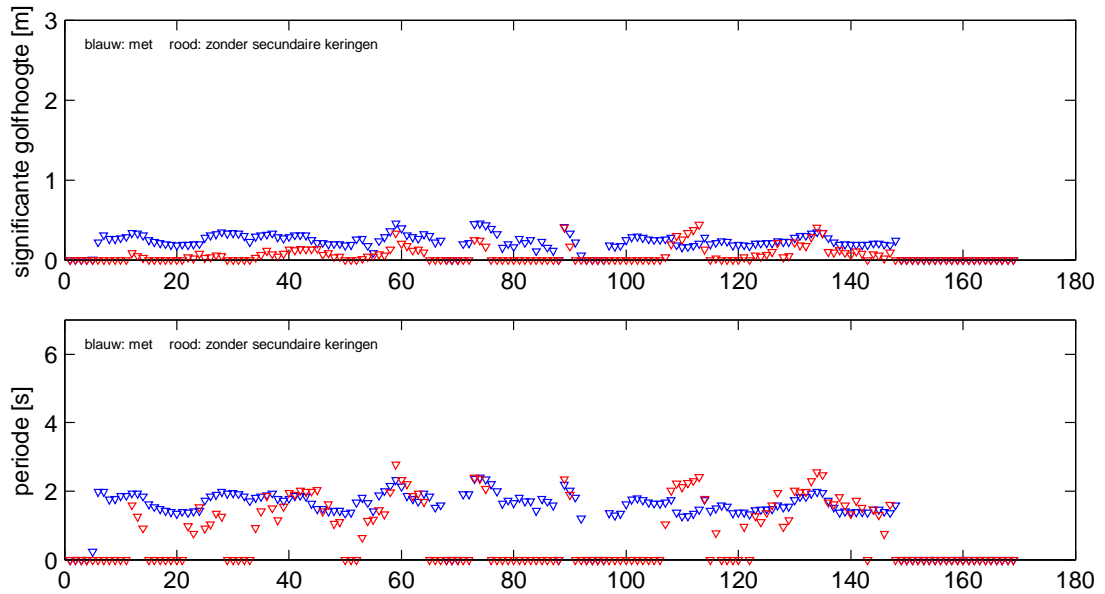 3
2
1
0
significante golfhoogte [m]
blauw: met rood: zonder secundaire keringen
0 20 40 60 80 100 120 140 160 180
6
4
2
0
periode [s]
blauw: met rood: zonder secundaire keringen
0 20 40 60 80 100 120 140 160 180